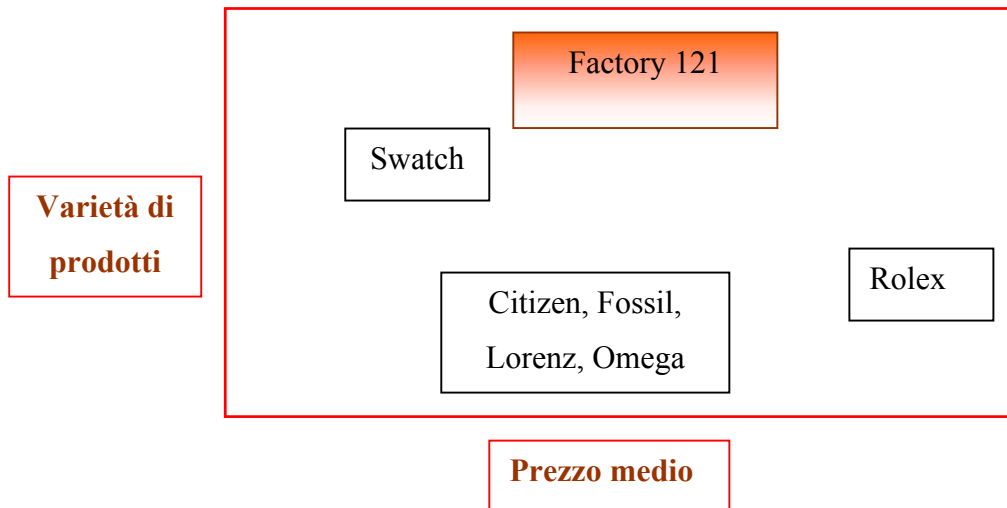 Factory 121
Swatch
Varietà di
prodotti
Rolex
Citizen, Fossil,
Lorenz, Omega
Prezzo medio